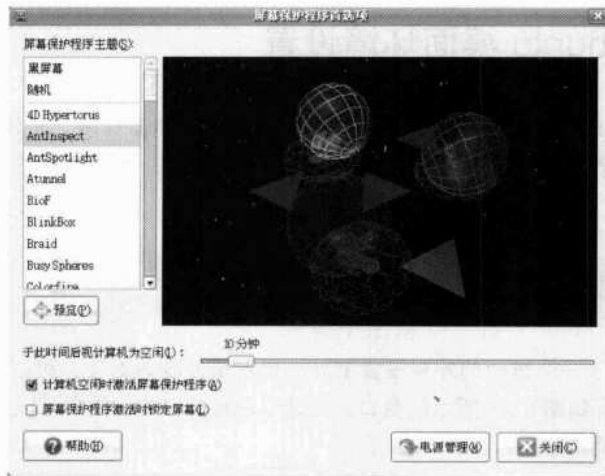 屏幕保护程序首选项
屏幕保护程序主题(S):
黑屏幕
随机
4D Hypertorus
AntInspect
AntSpotlight
Atunnel
BioF
BlinkBox
Braid
BusySpheres
Colorfire
预览(P)
于此时间后视计算机为空闲(I):
10分钟
计算机空闲时激活屏幕保护程序(A)
屏幕保护程序激活时锁定屏幕(L)
帮助(H)
电源管理(M)
关闭(C)